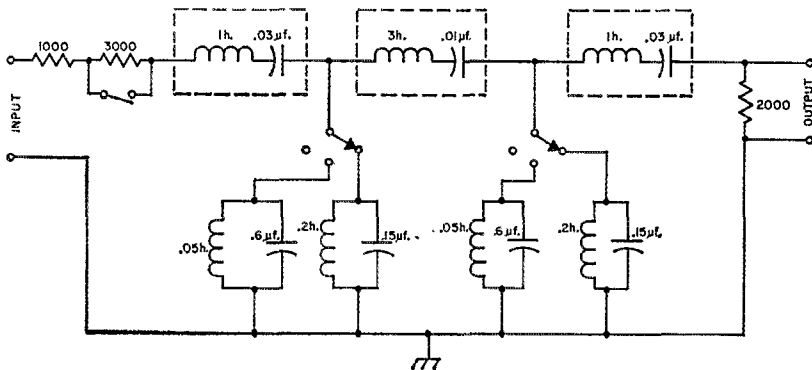 1000
3000
1h.
.03µf.
3h.
.01µf.
1h.
.03µf.
INPUT
2000
OUTPUT
.05h.
.6µf.
.2h.
.15µf.
.05h.
.6µf.
.2h.
.15µf.